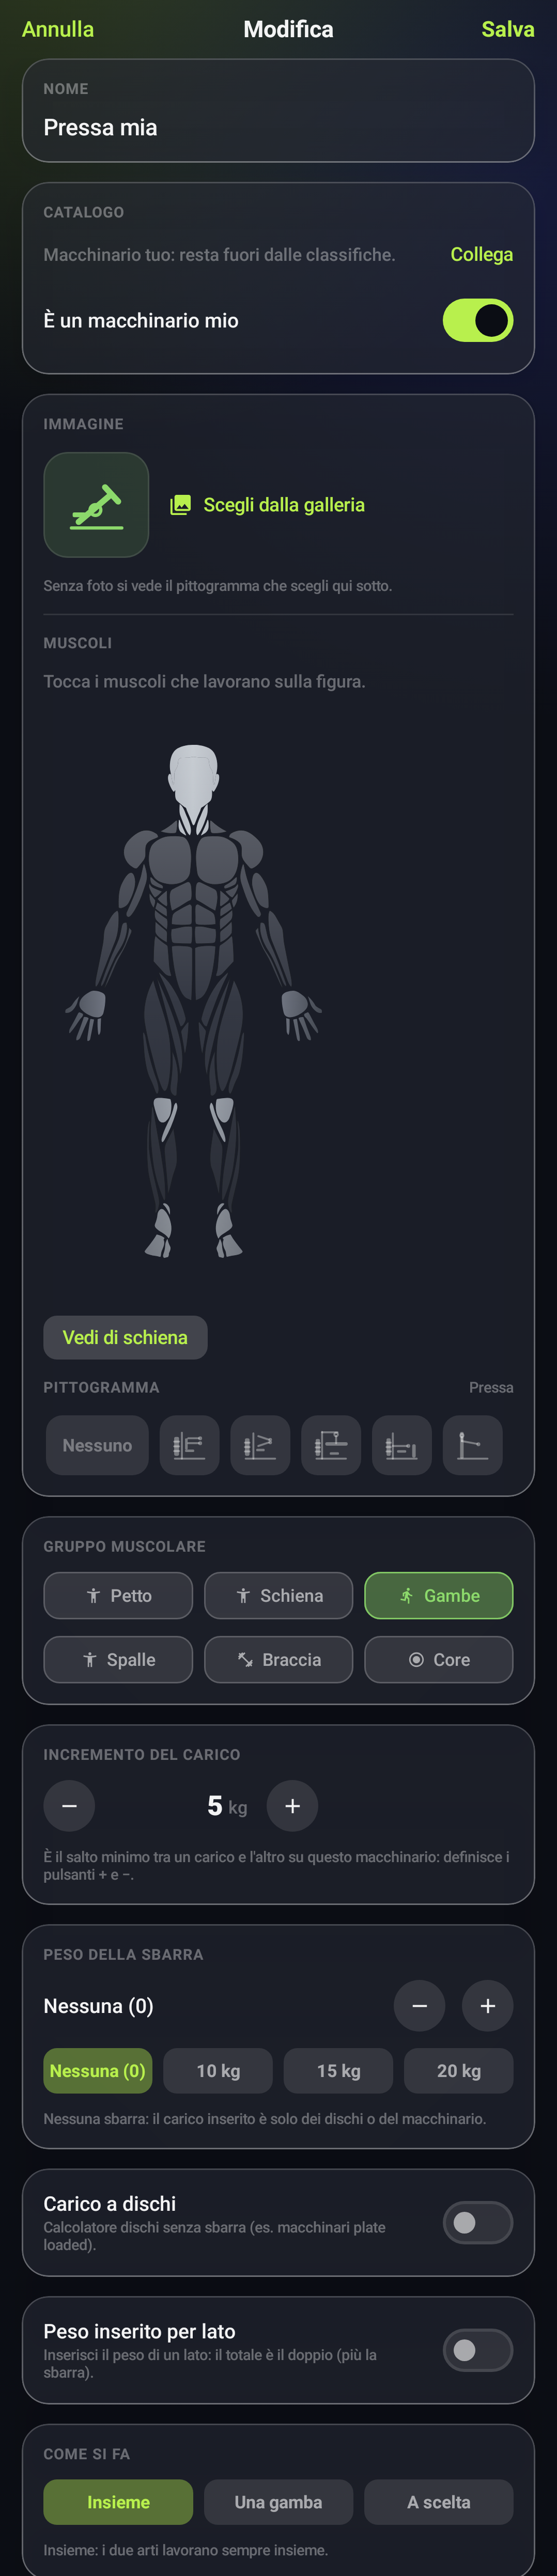 Annulla
Modifica
Salva
NOME
Pressa mia
CATALOGO
Macchinario tuo: resta fuori dalle classifiche.
Collega
È un macchinario mio
IMMAGINE
Scegli dalla galleria
Senza foto si vede il pittogramma che scegli qui sotto.
MUSCOLI
Tocca i muscoli che lavorano sulla figura.
Vedi di schiena
PITTOGRAMMA
Pressa
Nessuno
GRUPPO MUSCOLARE
Petto
Schiena
Gambe
Spalle
Braccia
Core
INCREMENTO DEL CARICO
−
5 kg
+
È il salto minimo tra un carico e l'altro su questo macchinario: definisce i
pulsanti + e −.
PESO DELLA SBARRA
Nessuna (0)
−
+
Nessuna (0)
10 kg
15 kg
20 kg
Nessuna sbarra: il carico inserito è solo dei dischi o del macchinario.
Carico a dischi
Calcolatore dischi senza sbarra (es. macchinari plate
loaded).
Peso inserito per lato
Inserisci il peso di un lato: il totale è il doppio (più la
sbarra).
COME SI FA
Insieme
Una gamba
A scelta
Insieme: i due arti lavorano sempre insieme.